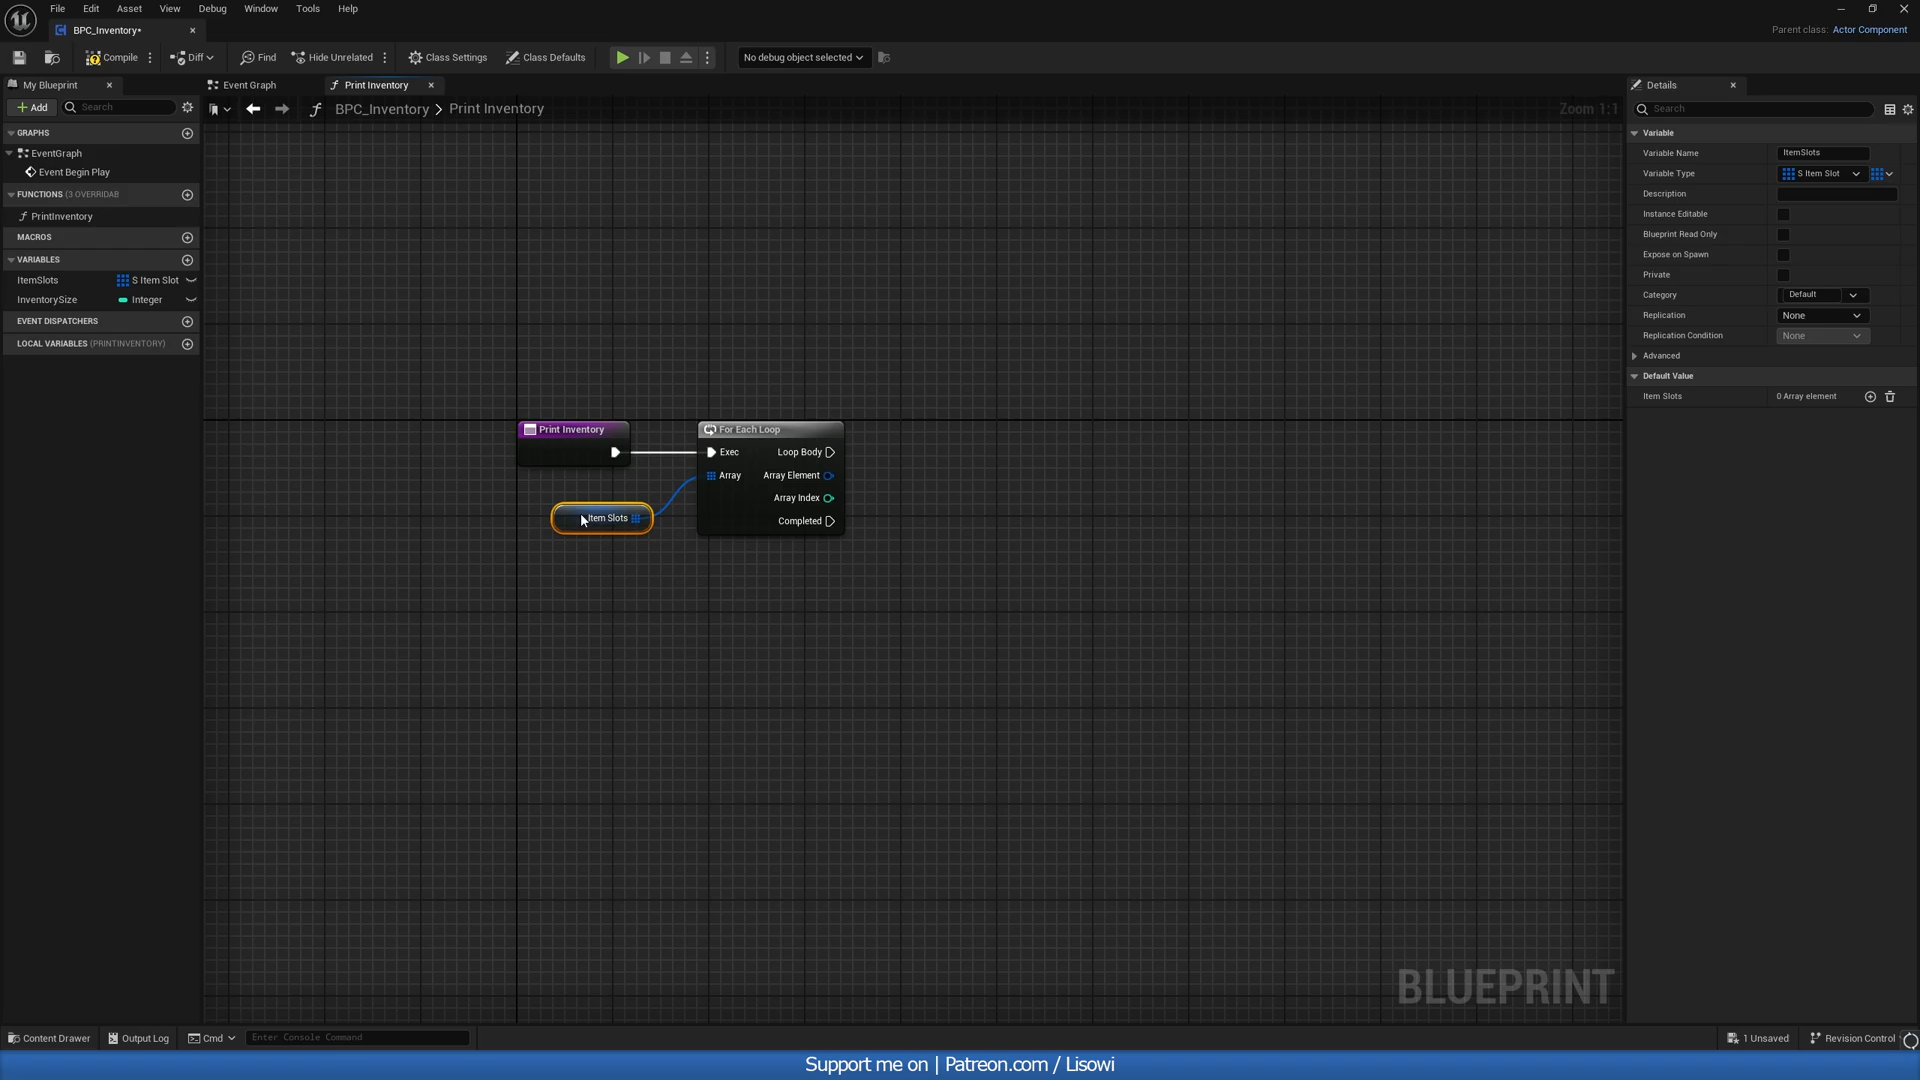 File Edit Asset View Debug Window Tools Help
BPC_Inventory*
Parent class: Actor Component
Compile Diff Find Hide Unrelated Class Settings Class Defaults No debug object selected
My Blueprint
Event Graph
Print Inventory
Details
Add Search
BPC_Inventory > Print Inventory
Zoom 1:1
Search
GRAPHS
EventGraph
Event Begin Play
FUNCTIONS (3 OVERRIDAB
PrintInventory
MACROS
VARIABLES
ItemSlots S Item Slot
InventorySize Integer
EVENT DISPATCHERS
LOCAL VARIABLES (PRINTINVENTORY)
Print Inventory
Item Slots
For Each Loop
Exec Loop Body
Array Array Element
Array Index
Completed
BLUEPRINT
Variable
Variable Name ItemSlots
Variable Type S Item Slot
Description
Instance Editable
Blueprint Read Only
Expose on Spawn
Private
Category Default
Replication None
Replication Condition None
Advanced
Default Value
Item Slots 0 Array element
Content Drawer Output Log Cmd Enter Console Command
1 Unsaved Revision Control
Support me on | Patreon.com / Lisowi